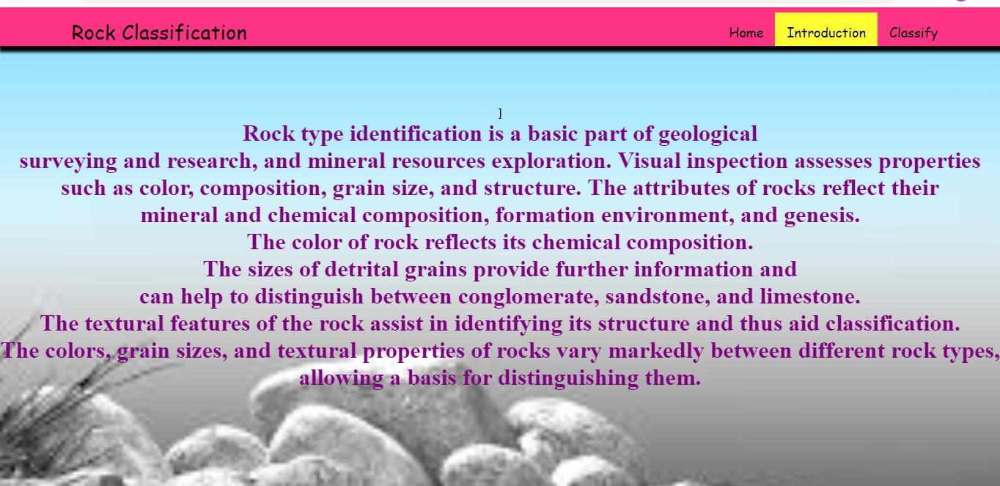 Rock Classification
Home Introduction Classify
]
Rock type identification is a basic part of geological
surveying and research, and mineral resources exploration. Visual inspection assesses properties
such as color, composition, grain size, and structure. The attributes of rocks reflect their
mineral and chemical composition, formation environment, and genesis.
The color of rock reflects its chemical composition.
The sizes of detrital grains provide further information and
can help to distinguish between conglomerate, sandstone, and limestone.
The textural features of the rock assist in identifying its structure and thus aid classification.
The colors, grain sizes, and textural properties of rocks vary markedly between different rock types,
allowing a basis for distinguishing them.